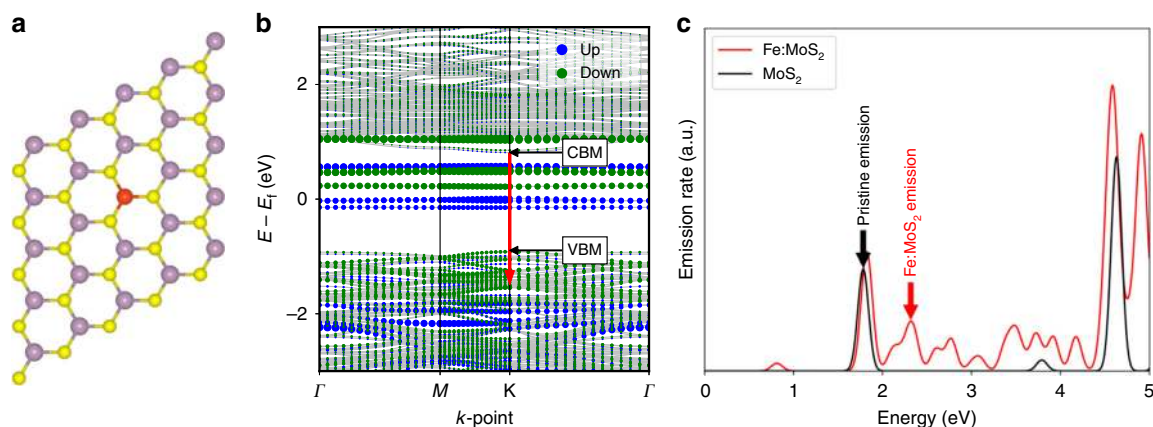 a
b
Up
Down
CBM
VBM
2
0
−2
E − Ef (eV)
Γ
M
K
Γ
k-point
c
Fe:MoS2
MoS2
Pristine emission
Fe:MoS2 emission
Emission rate (a.u.)
0 1 2 3 4 5
Energy (eV)